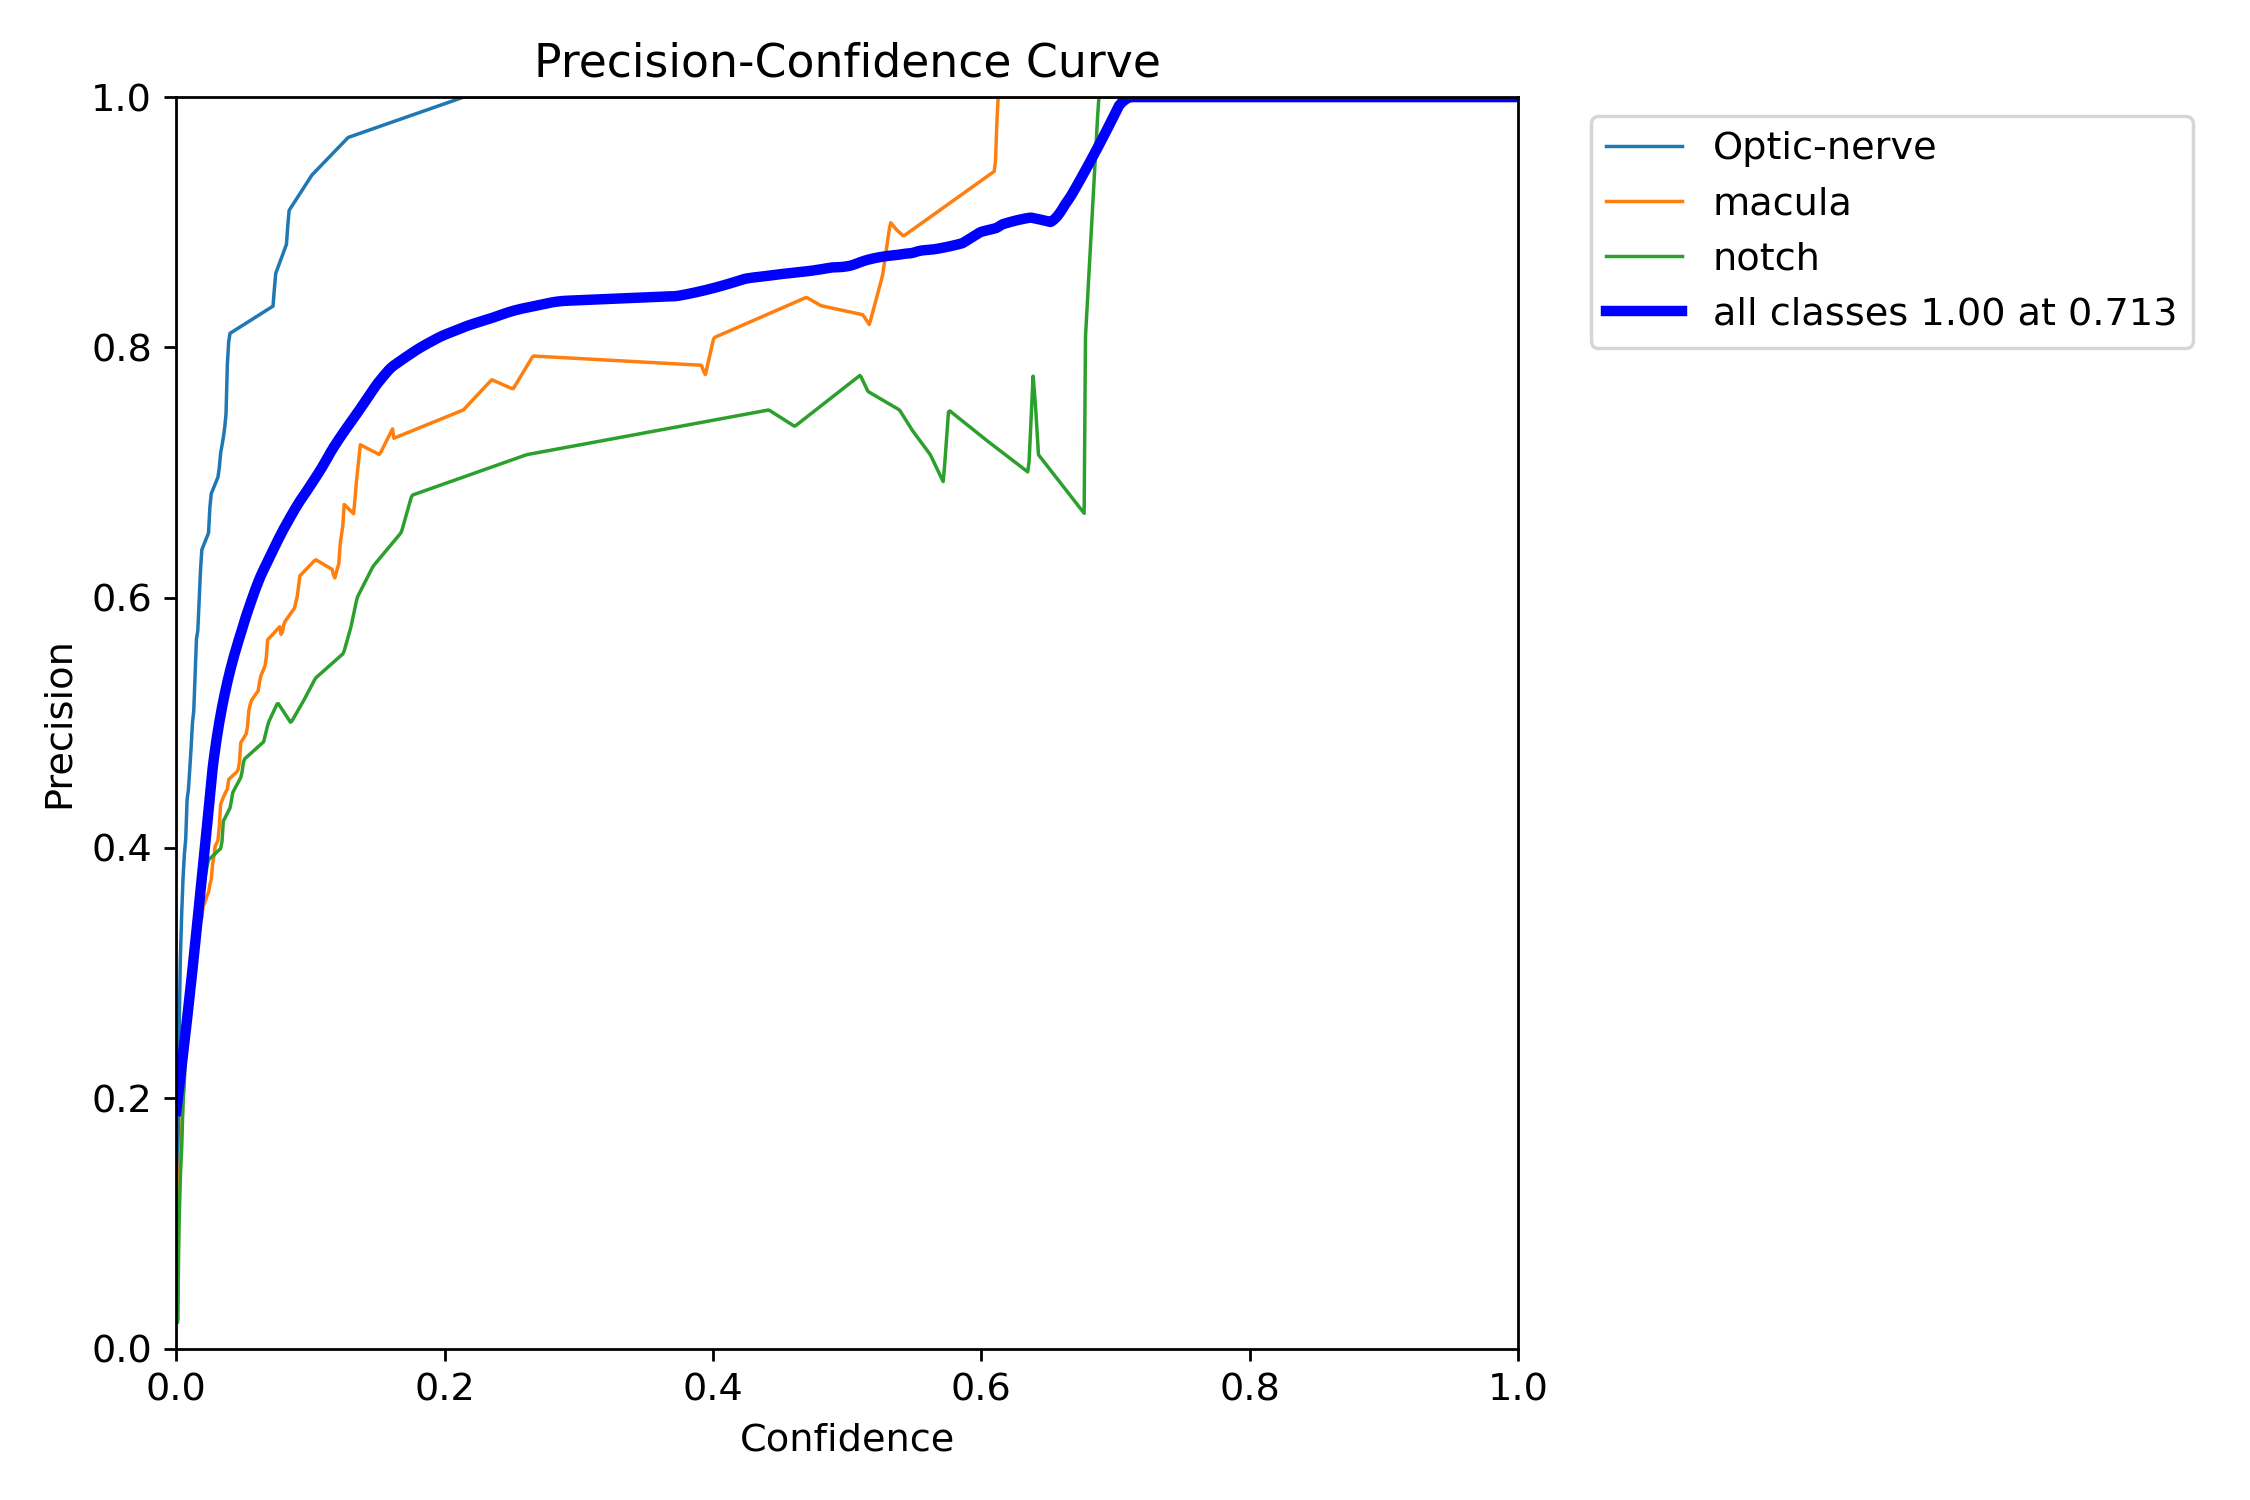 Precision-Confidence Curve
1.0
0.8
0.6
0.4
0.2
0.0
Precision
0.0 0.2 0.4 0.6 0.8 1.0
Confidence
Optic-nerve
macula
notch
all classes 1.00 at 0.713